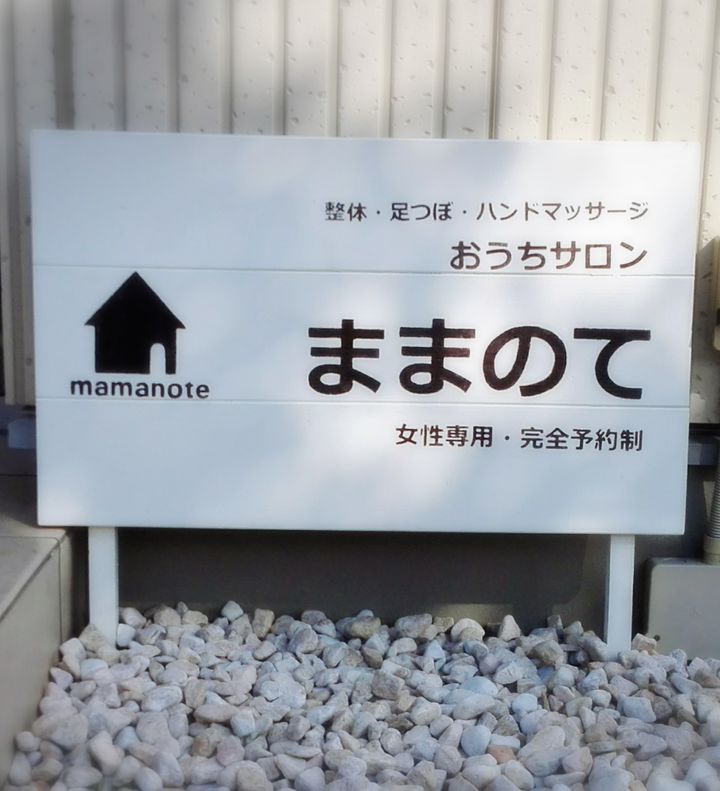 整体・足つぼ・ハンドマッサージ
おうちサロン
ままのて
mamanote
女性専用・完全予約制